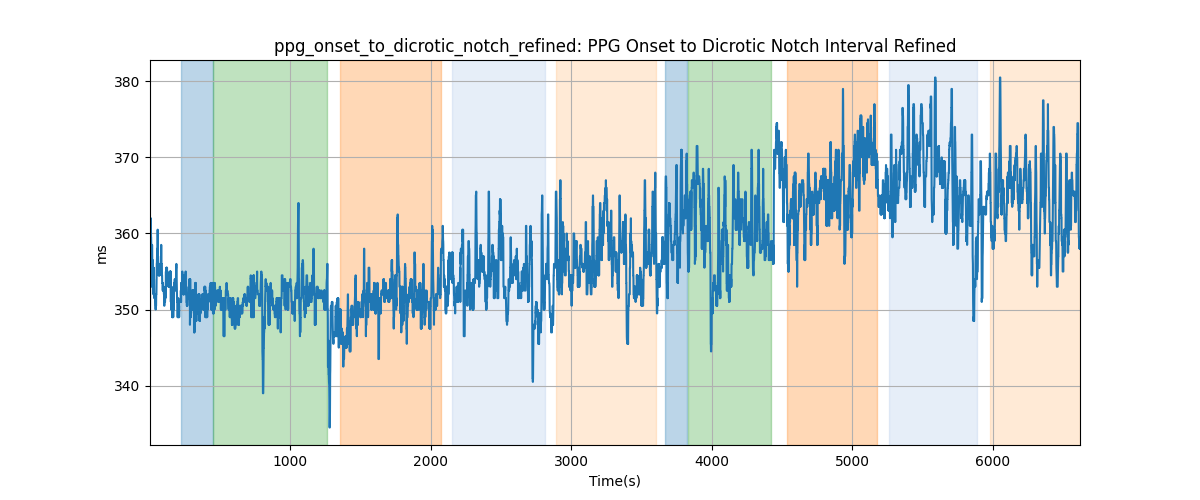 ppg_onset_to_dicrotic_notch_refined: PPG Onset to Dicrotic Notch Interval Refined
380
370
360
350
340
ms
1000 2000 3000 4000 5000 6000
Time(s)